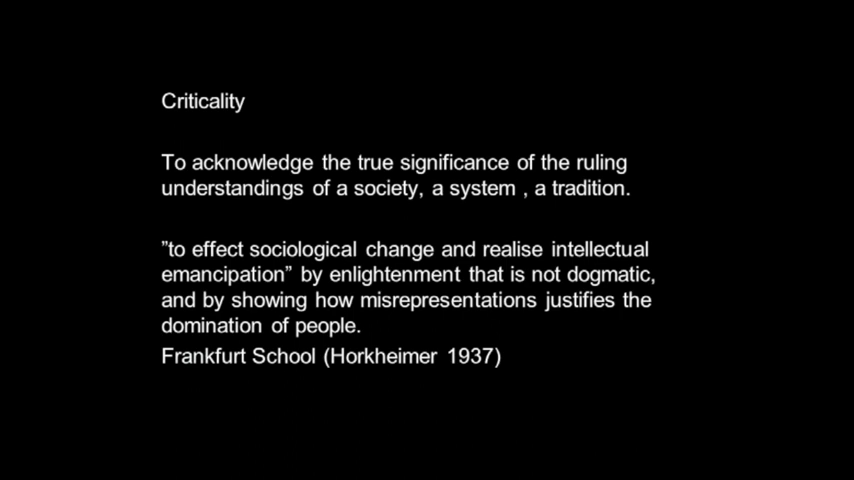 Criticality
To acknowledge the true significance of the ruling
understandings of a society, a system , a tradition.
”to effect sociological change and realise intellectual
emancipation” by enlightenment that is not dogmatic,
and by showing how misrepresentations justifies the
domination of people.
Frankfurt School (Horkheimer 1937)